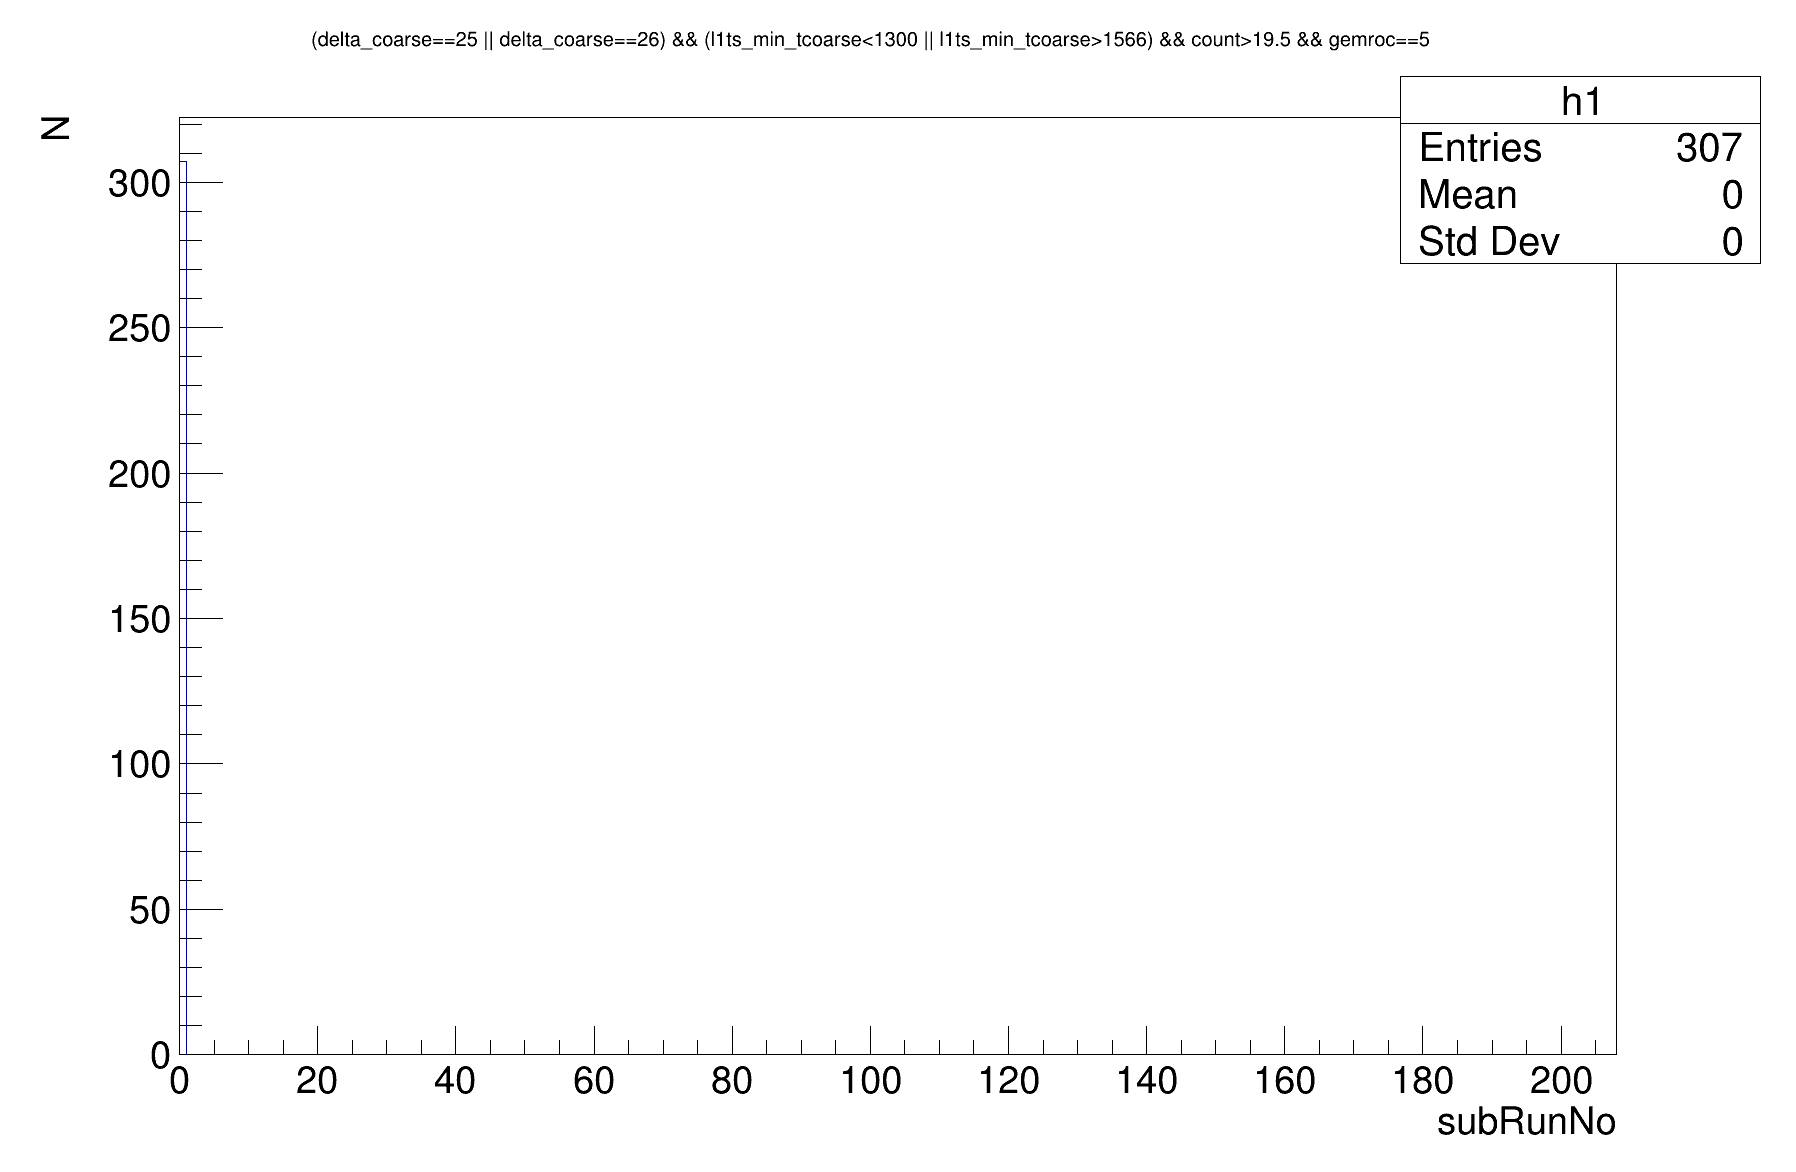 (delta_coarse==25 || delta_coarse==26) && (l1ts_min_tcoarse<1300 || l1ts_min_tcoarse>1566) && count>19.5 && gemroc==5
h1
Entries 307
Mean 0
Std Dev 0
N
300
250
200
150
100
50
0
0 20 40 60 80 100 120 140 160 180 200
subRunNo